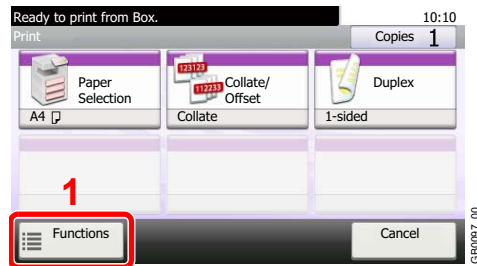 Ready to print from Box.
10:10
Print
Copies 1
123123
112233
Paper
Selection
Collate/
Offset
Duplex
A4
Collate
1-sided
1
Functions
Cancel
GB0097_00